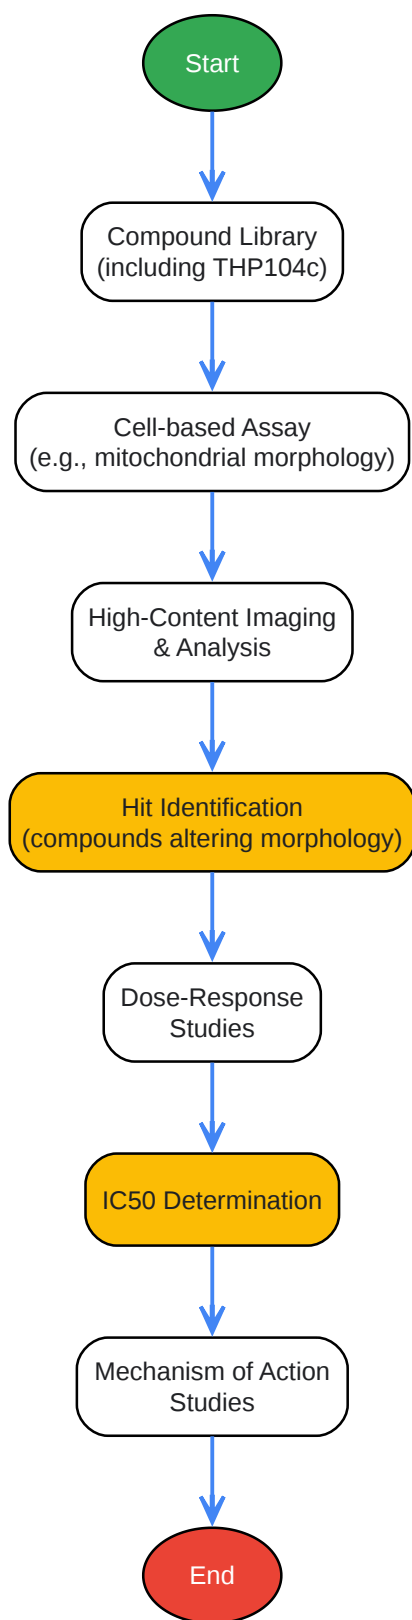 Start
Compound Library
(including THP104c)
Cell-based Assay
(e.g., mitochondrial morphology)
High-Content Imaging
& Analysis
Hit Identification
(compounds altering morphology)
Dose-Response
Studies
IC50 Determination
Mechanism of Action
Studies
End